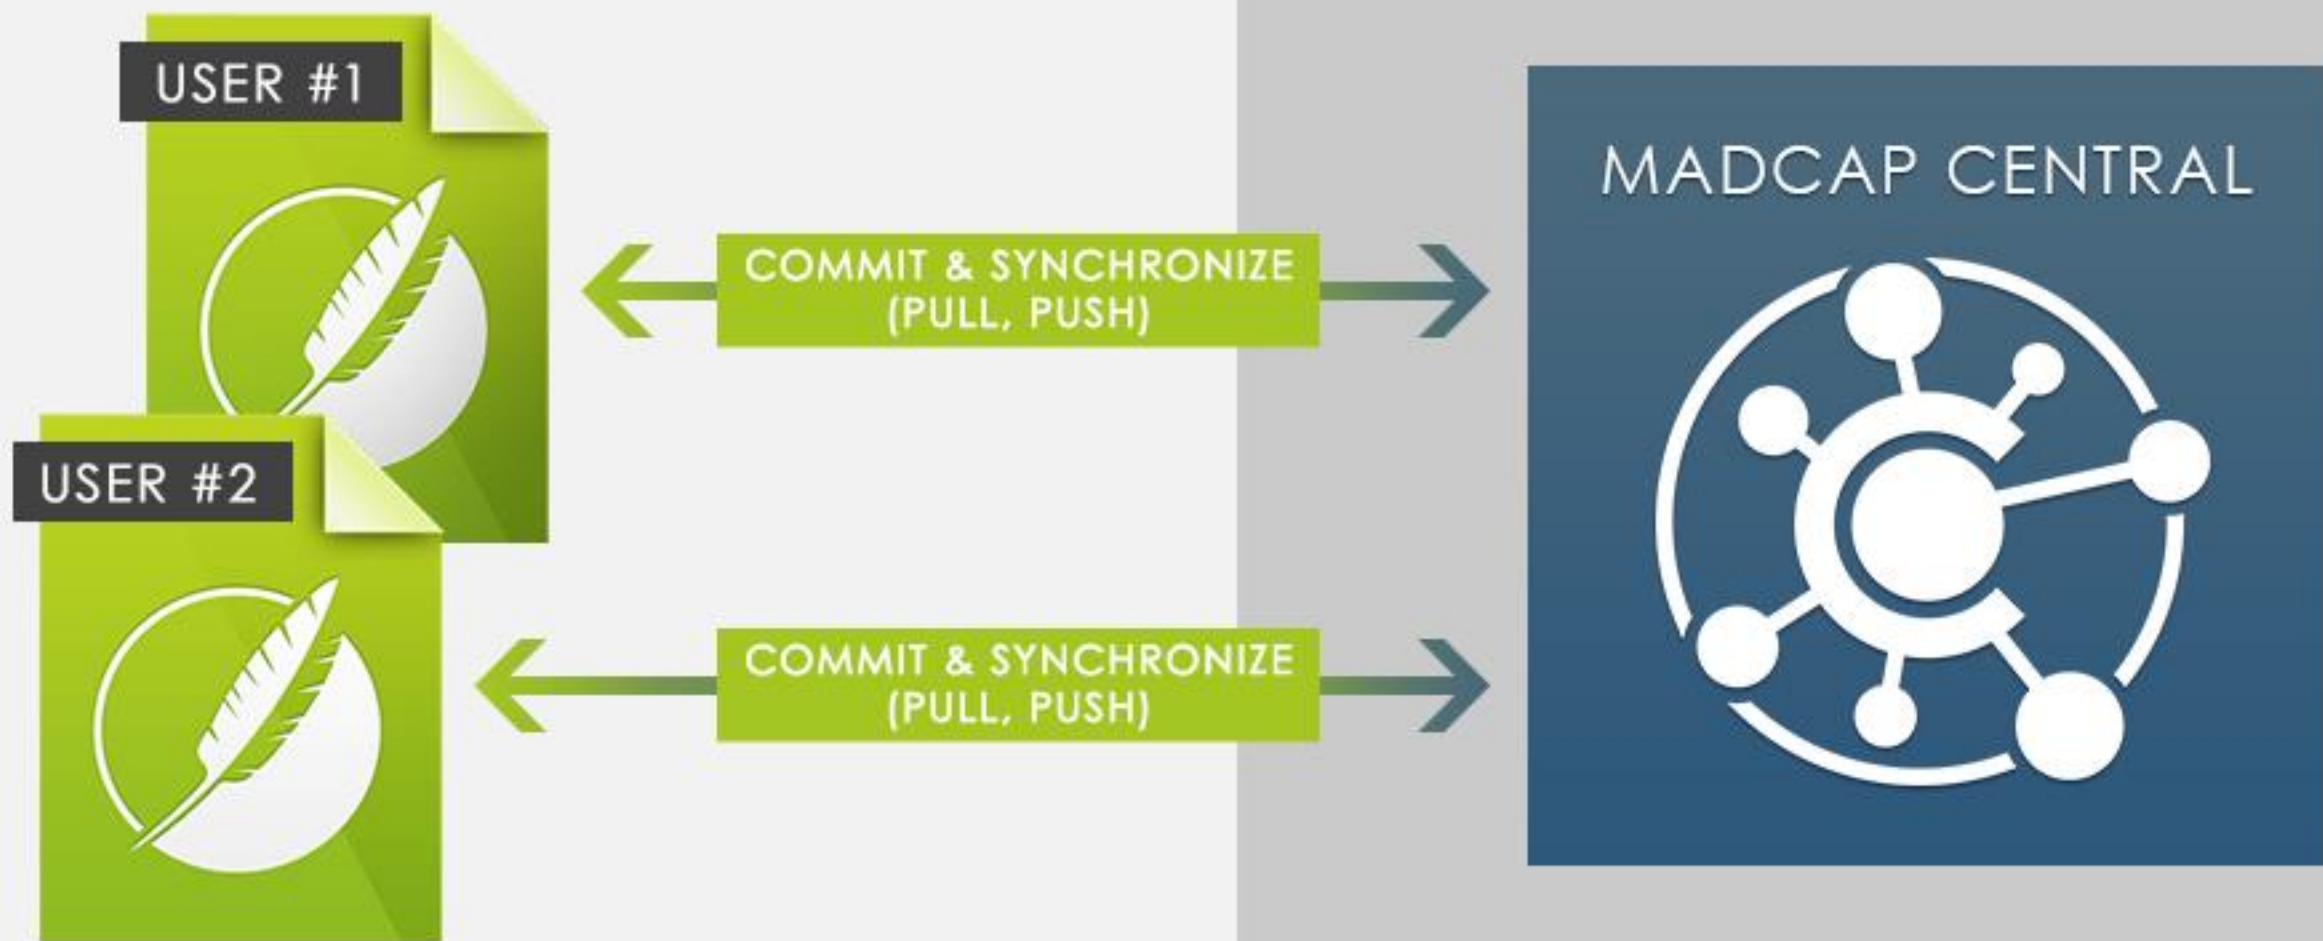 USER #1
COMMIT & SYNCHRONIZE
(PULL, PUSH)
MADCAP CENTRAL
USER #2
COMMIT & SYNCHRONIZE
(PULL, PUSH)